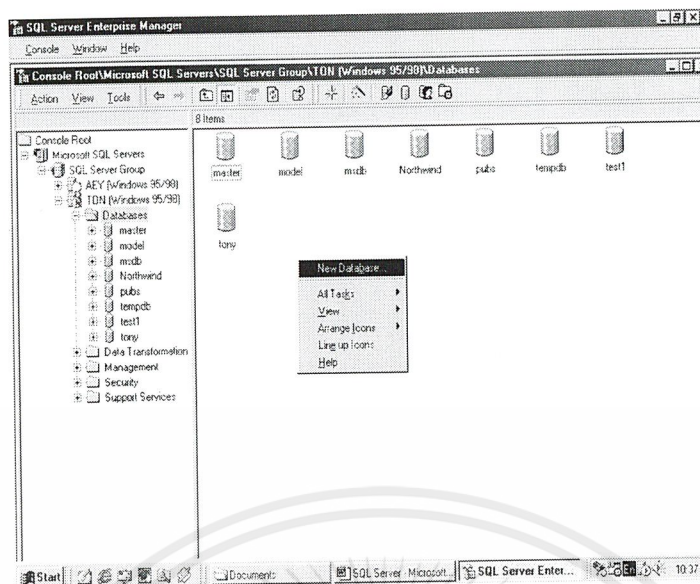 SQL Server Enterprise Manager
Console Window Help
Console Root\Microsoft SQL Servers\SQL Server Group\TON (Windows 95/98)\Databases
Action View Tools
8 Items
Console Root
Microsoft SQL Servers
SQL Server Group
AEY (Windows 95/98)
TON (Windows 95/98)
Databases
master
model
msdb
Northwind
pubs
tempdb
test1
tony
Data Transformation
Management
Security
Support Services
master model msdb Northwind pubs tempdb test1
tony
New Database...
All Tasks
View
Arrange Icons
Line up Icons
Help
Start Documents SQL Server - Microsoft... SQL Server Enter... En 10:37